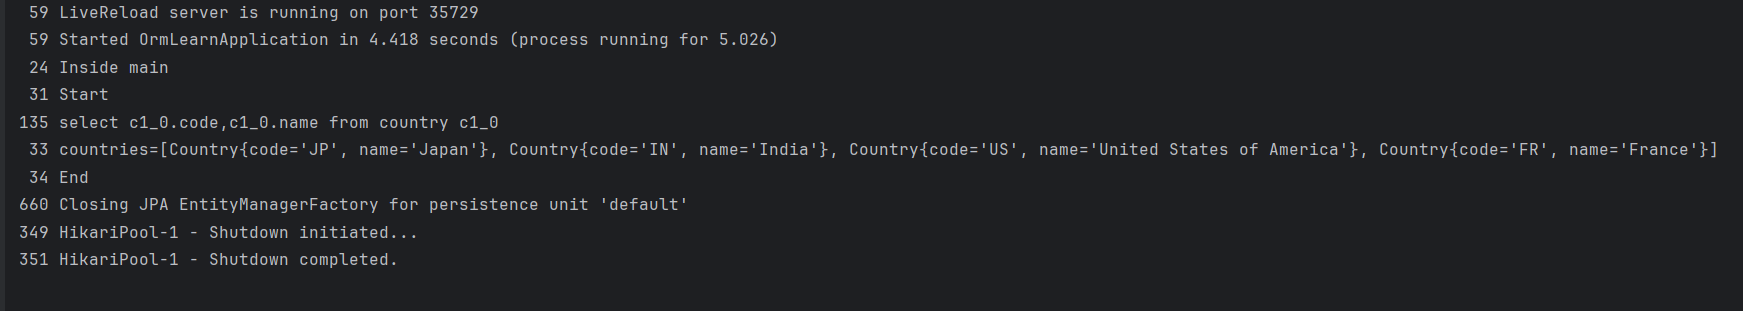 59 LiveReload server is running on port 35729
59 Started OrmLearnApplication in 4.418 seconds (process running for 5.026)
24 Inside main
31 Start
135 select c1_0.code,c1_0.name from country c1_0
33 countries=[Country{code='JP', name='Japan'}, Country{code='IN', name='India'}, Country{code='US', name='United States of America'}, Country{code='FR', name='France'}]
34 End
660 Closing JPA EntityManagerFactory for persistence unit 'default'
349 HikariPool-1 - Shutdown initiated...
351 HikariPool-1 - Shutdown completed.